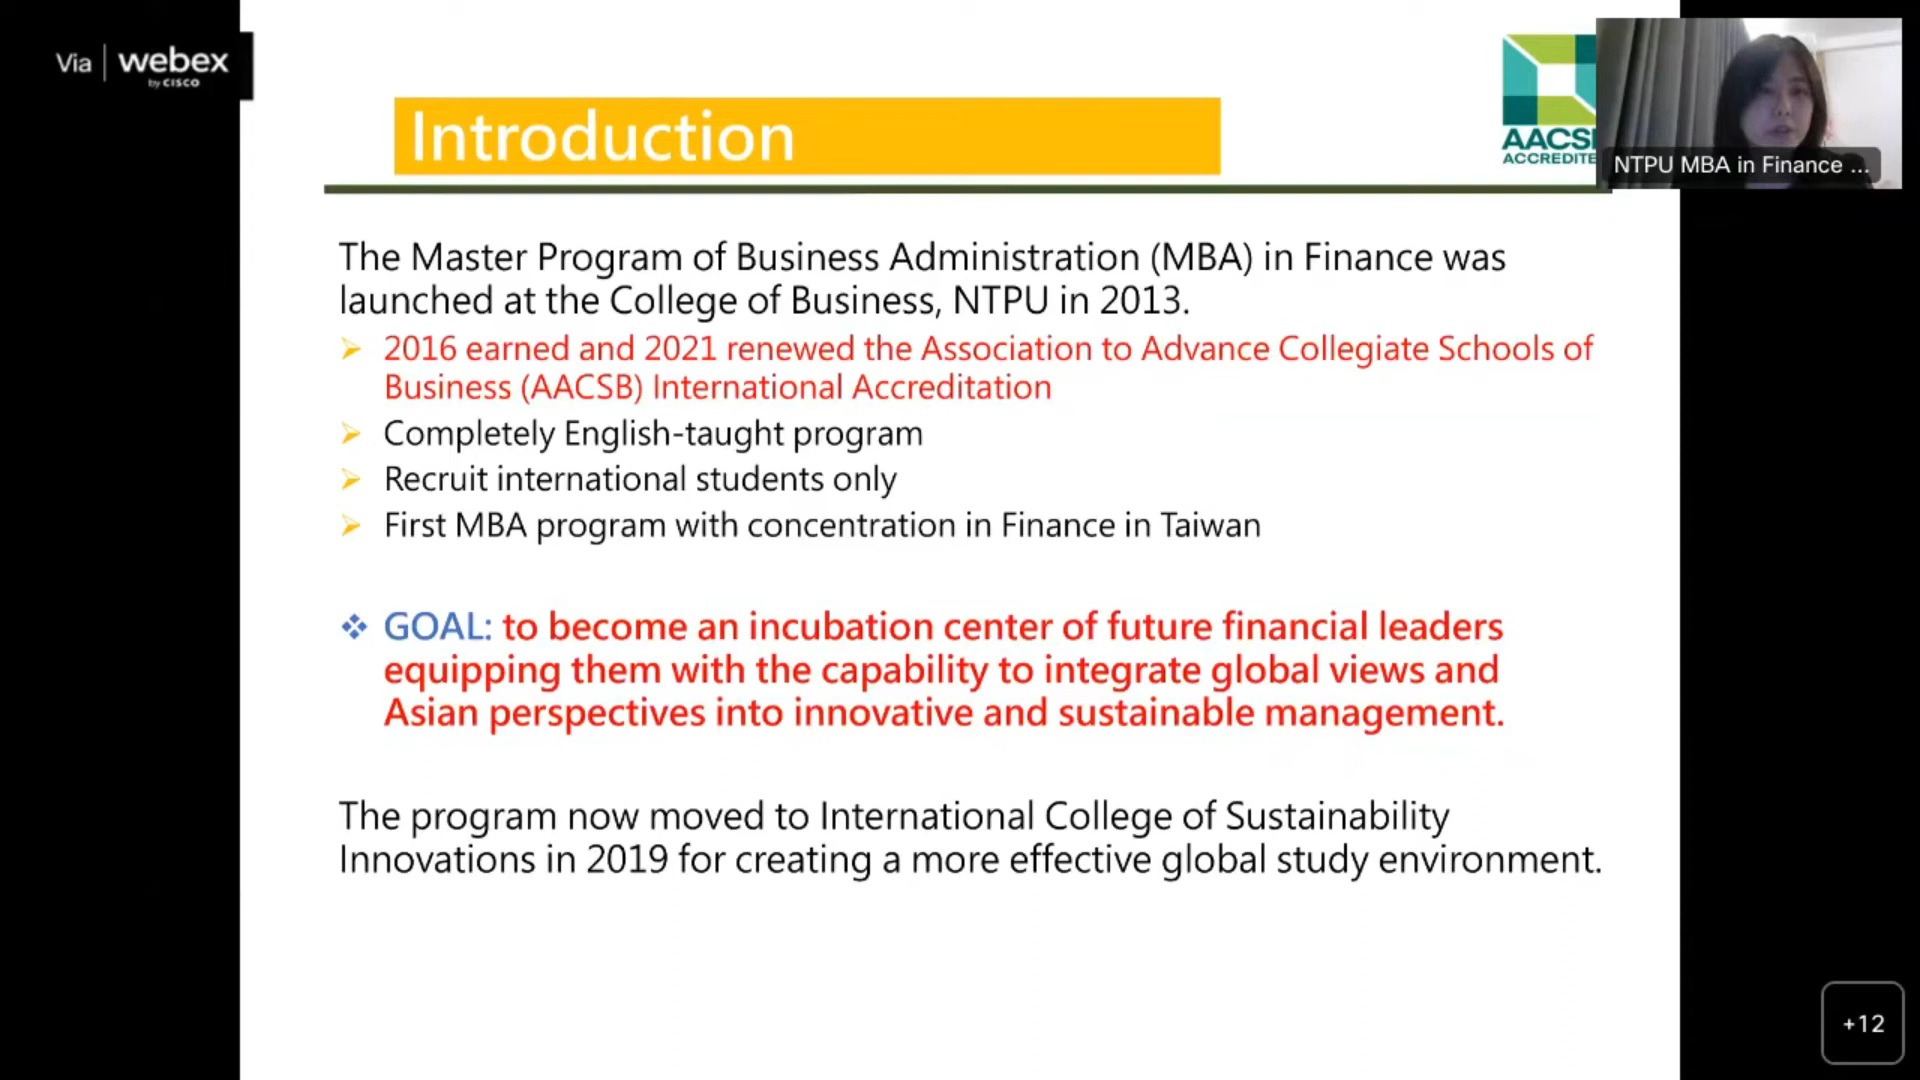 Via webex
by CISCO
Introduction
AACS
ACCREDITE
NTPU MBA in Finance ...
The Master Program of Business Administration (MBA) in Finance was
launched at the College of Business, NTPU in 2013.
2016 earned and 2021 renewed the Association to Advance Collegiate Schools of
Business (AACSB) International Accreditation
Completely English-taught program
Recruit international students only
First MBA program with concentration in Finance in Taiwan
GOAL: to become an incubation center of future financial leaders
equipping them with the capability to integrate global views and
Asian perspectives into innovative and sustainable management.
The program now moved to International College of Sustainability
Innovations in 2019 for creating a more effective global study environment.
+12